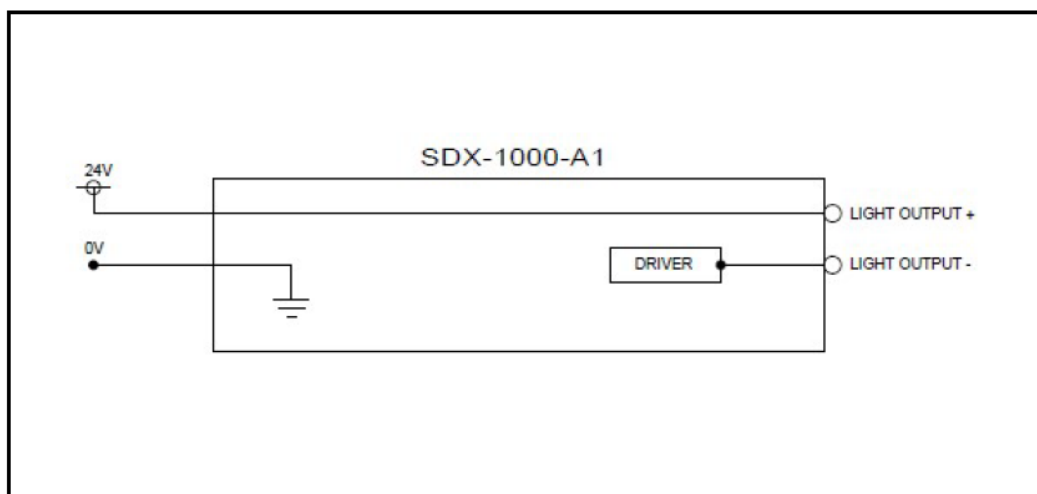 SDX-1000-A1
24V
LIGHT OUTPUT +
0V
DRIVER
LIGHT OUTPUT -